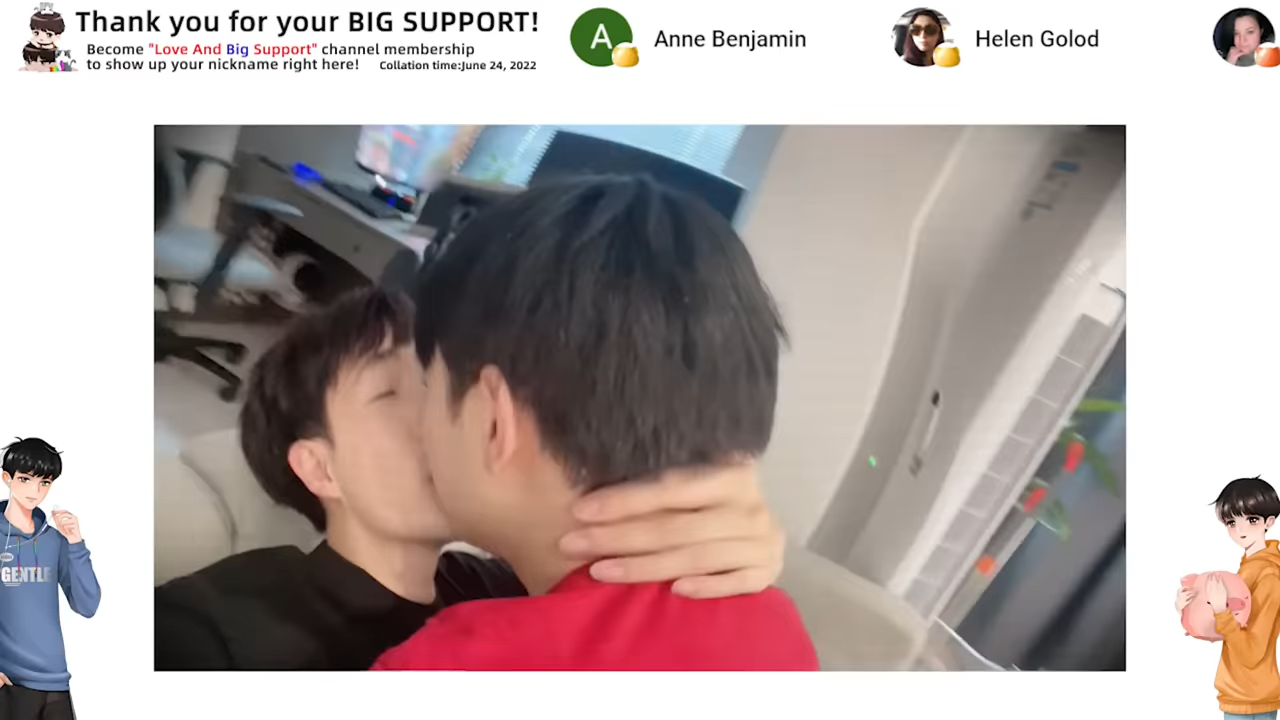 Thank you for your BIG SUPPORT!
Become "Love And Big Support" channel membership
to show up your nickname right here! Collation time:June 24, 2022
A
Anne Benjamin
Helen Golod
GENTLE